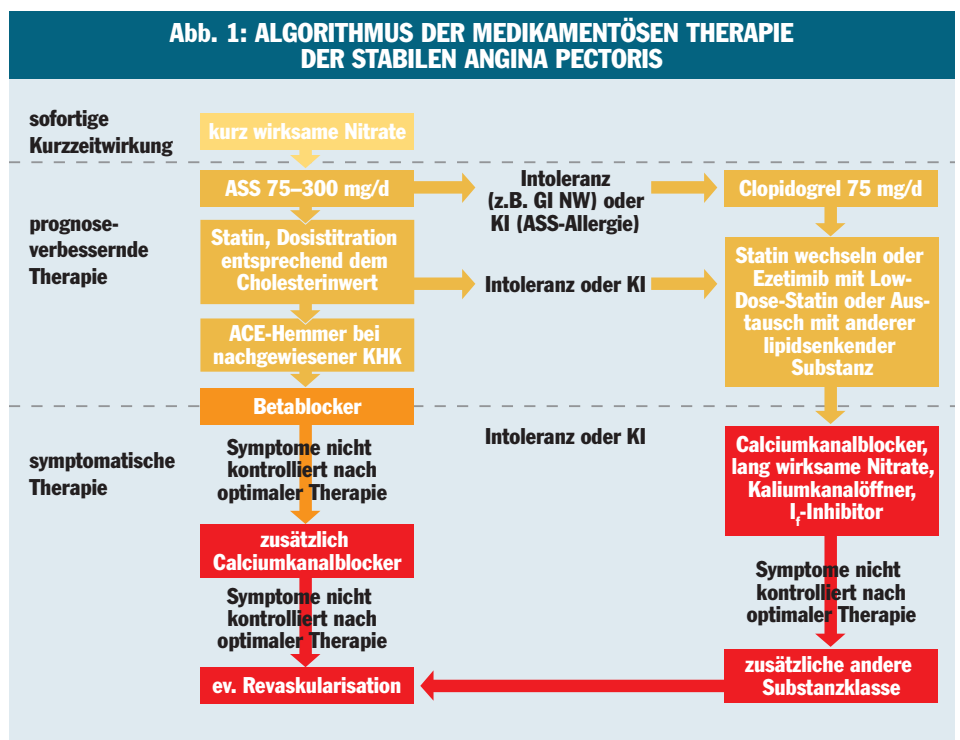 Abb. 1: ALGORITHMUS DER MEDIKAMENTÖSEN THERAPIE
DER STABILEN ANGINA PECTORIS
sofortige
Kurzzeitwirkung
kurz wirksame Nitrate
prognose-
verbessernde
Therapie
ASS 75–300 mg/d
Intoleranz
(z.B. GI NW) oder
KI (ASS-Allergie)
Clopidogrel 75 mg/d
Statin, Dosistitration
entsprechend dem
Cholesterinwert
Intoleranz oder KI
Statin wechseln oder
Ezetimib mit Low-
Dose-Statin oder Aus-
tausch mit anderer
lipidsenkender
Substanz
ACE-Hemmer bei
nachgewiesener KHK
Betablocker
symptomatische
Therapie
Symptome nicht
kontrolliert nach
optimaler Therapie
Intoleranz oder KI
Calciumkanalblocker,
lang wirksame Nitrate,
Kaliumkanalöffner,
If-Inhibitor
zusätzlich
Calciumkanalblocker
Symptome nicht
kontrolliert nach
optimaler Therapie
Symptome nicht
kontrolliert nach
optimaler Therapie
ev. Revaskularisation
zusätzliche andere
Substanzklasse